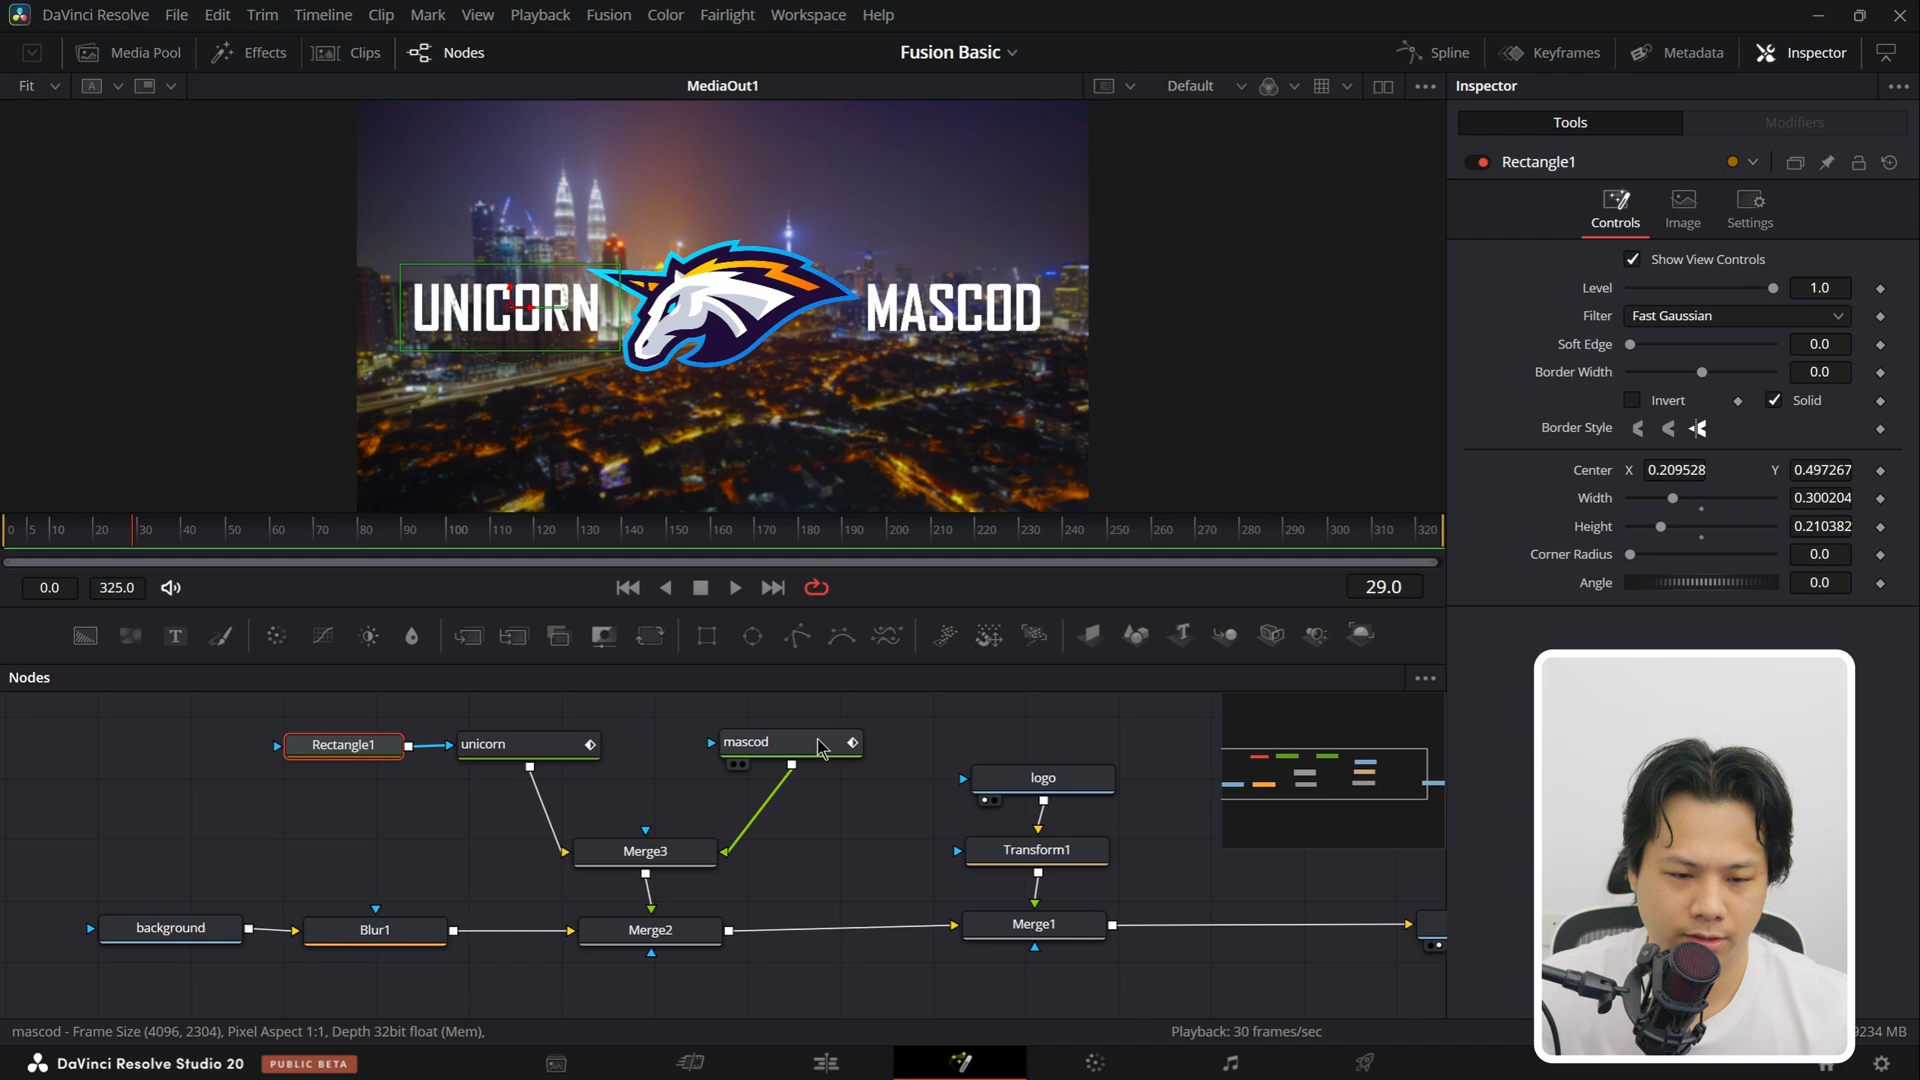 DaVinci Resolve File Edit Trim Timeline Clip Mark View Playback Fusion Color Fairlight Workspace Help
Media Pool Effects Clips Nodes Fusion Basic Spline Keyframes Metadata Inspector
Fit A MediaOut1 Default Inspector
Tools Modifiers
Rectangle1
Controls Image Settings
Show View Controls
Level 1.0
Filter Fast Gaussian
Soft Edge 0.0
Border Width 0.0
Invert Solid
Border Style
Center X 0.209528 Y 0.497267
Width 0.300204
Height 0.210382
Corner Radius 0.0
Angle 0.0
UNICORN MASCOD
0 5 10 20 30 40 50 60 70 80 90 100 110 120 130 140 150 160 170 180 190 200 210 220 230 240 250 260 270 280 290 300 310 320
0.0 325.0 29.0
T
Nodes
Rectangle1 unicorn mascod
logo
Merge3 Transform1
background Blur1 Merge2 Merge1
mascod - Frame Size (4096, 2304), Pixel Aspect 1:1, Depth 32bit float (Mem), Playback: 30 frames/sec 9234 MB
DaVinci Resolve Studio 20 PUBLIC BETA